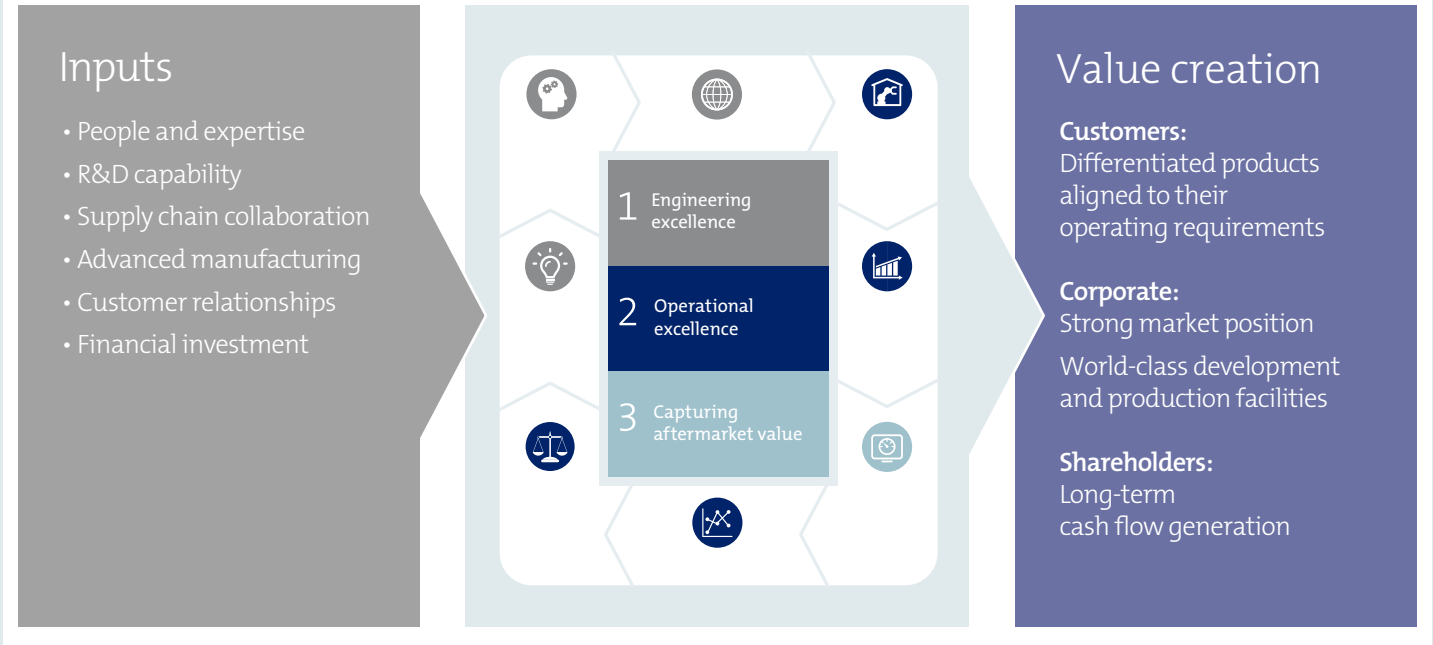 Inputs
• People and expertise
• R&D capability
• Supply chain collaboration
• Advanced manufacturing
• Customer relationships
• Financial investment
1 Engineering
excellence
2 Operational
excellence
3 Capturing
aftermarket value
Value creation
Customers:
Differentiated products
aligned to their
operating requirements
Corporate:
Strong market position
World-class development
and production facilities
Shareholders:
Long-term
cash flow generation